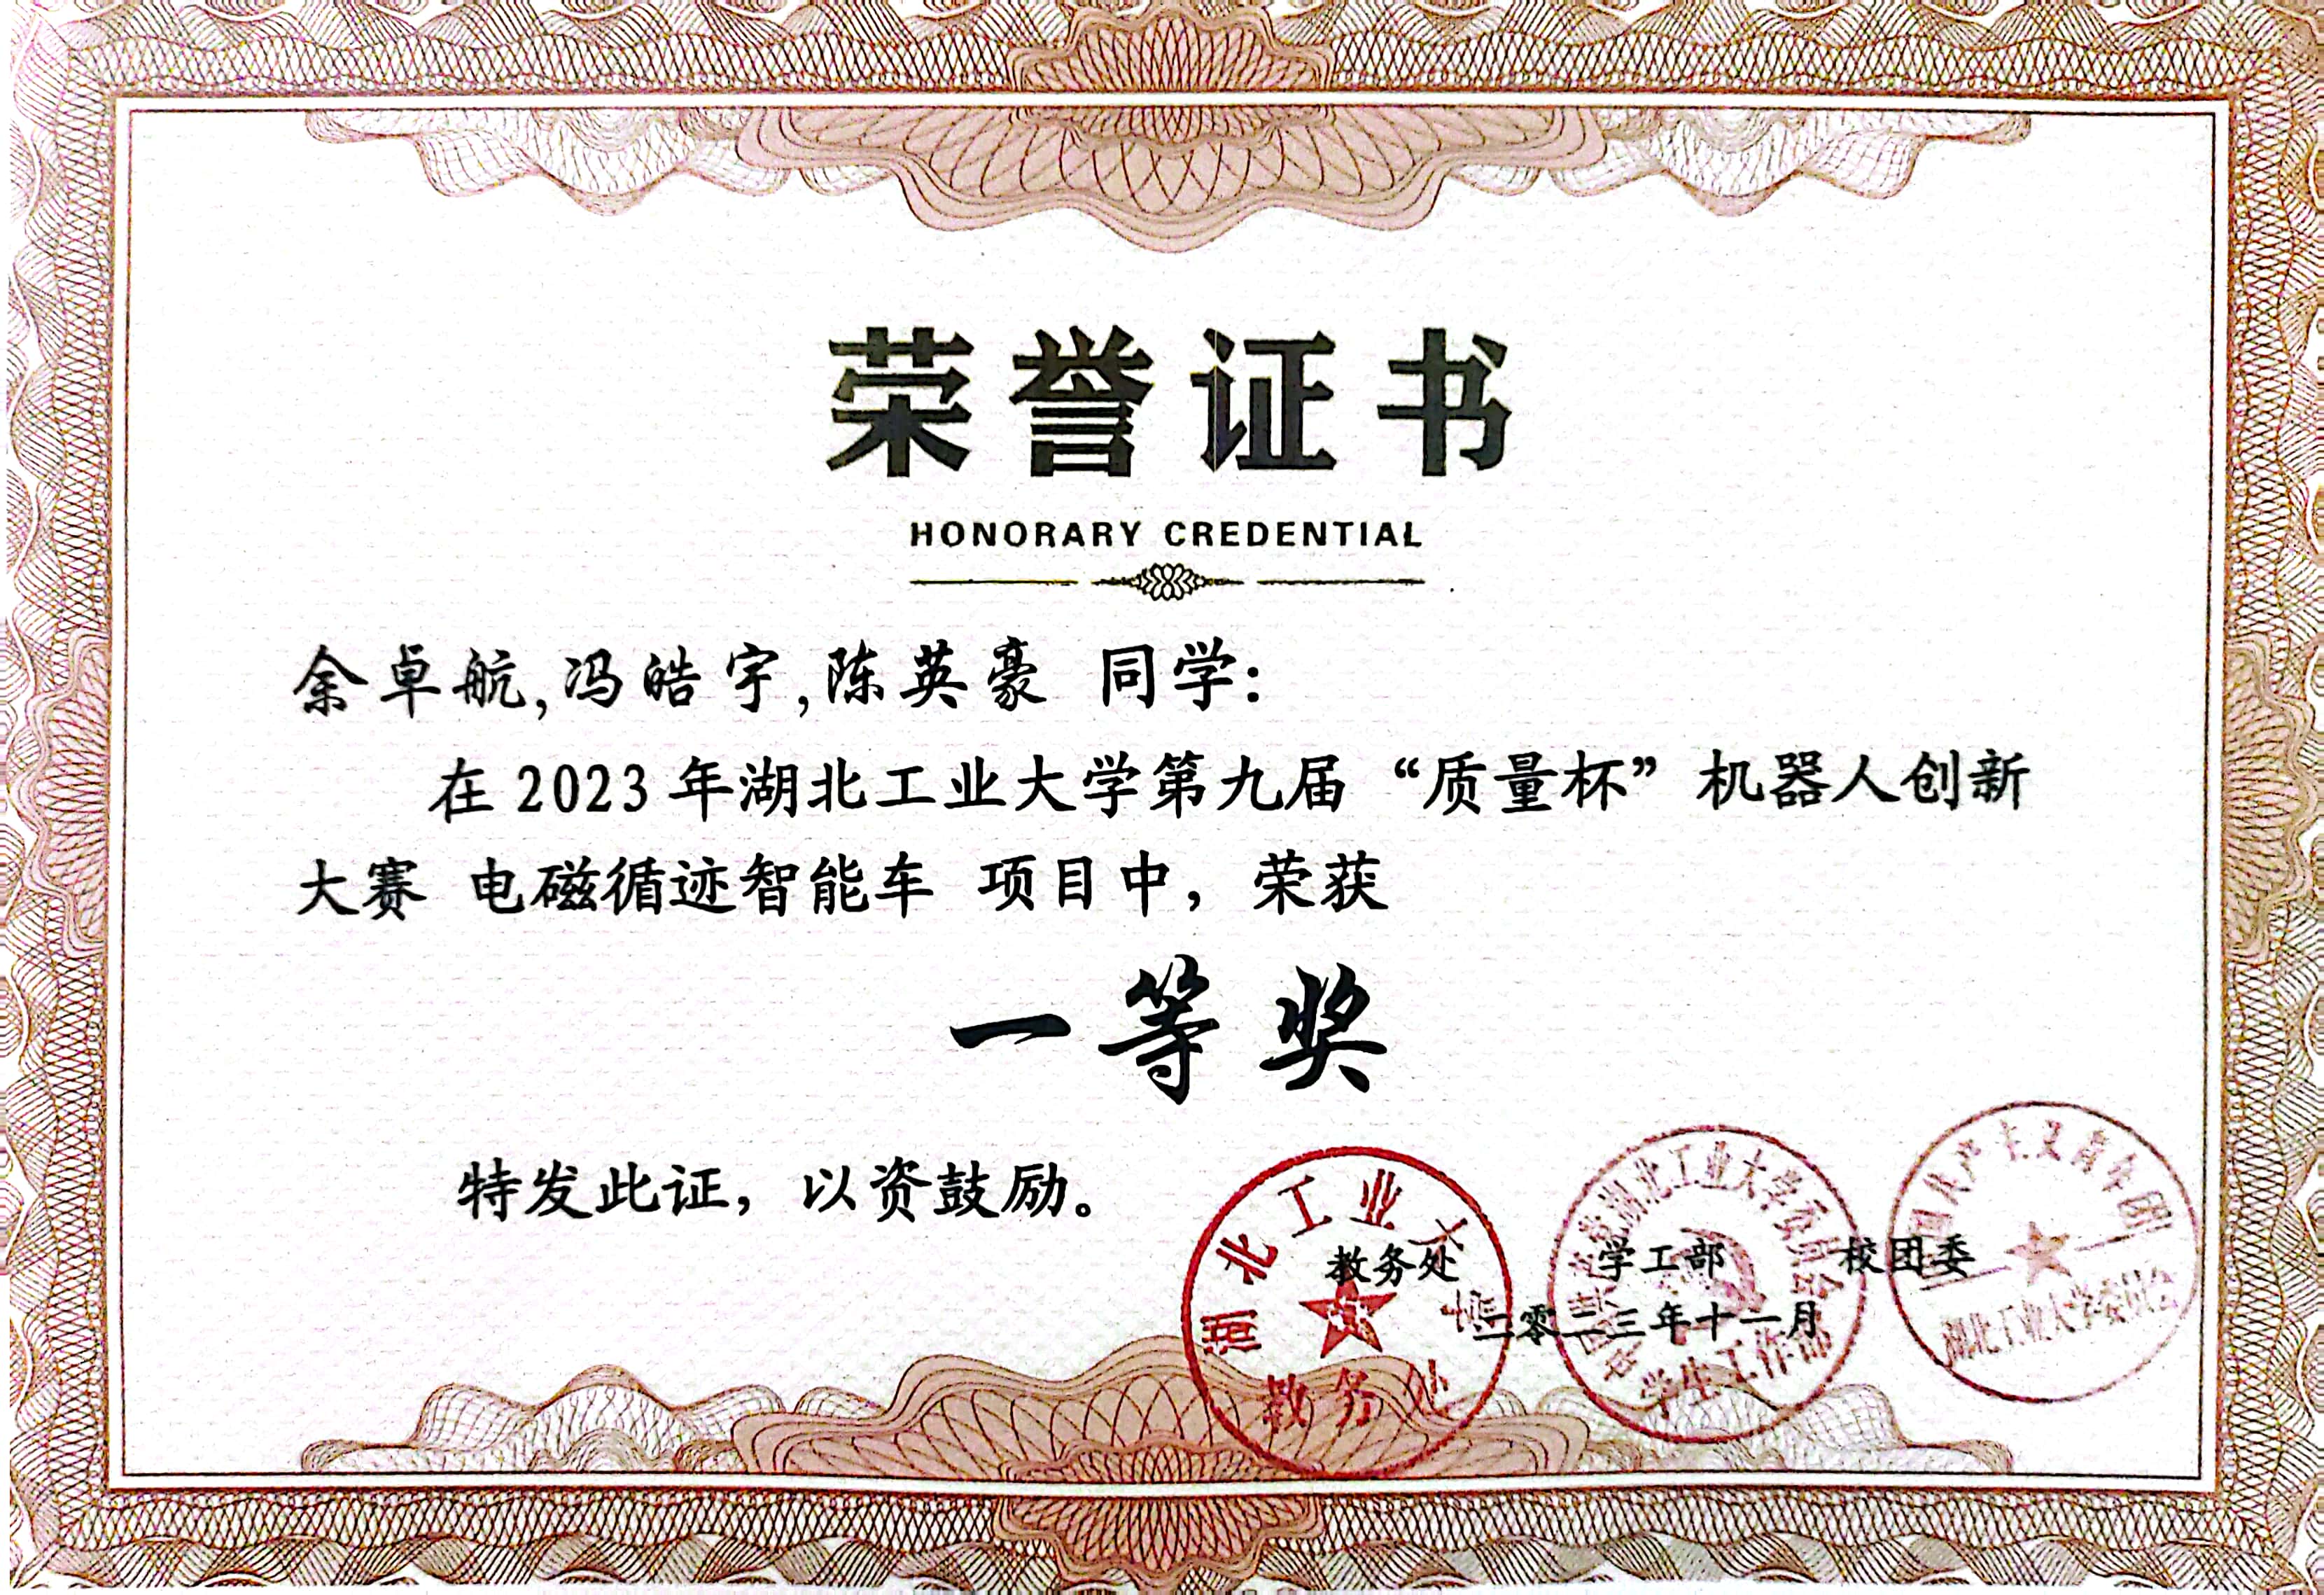 荣誉证书
HONORARY CREDENTIAL
余卓航,冯皓宇,陈英豪 同学:
在2023年湖北工业大学第九届“质量杯”机器人创新
大赛 电磁循迹智能车 项目中，荣获
一等奖
特发此证，以资鼓励。
教务处 学工部 校团委
二零二三年十一月
湖北工业大学
教务处
湖北工业大学委员会
学生工作部
共产主义青年团
湖北工业大学委员会